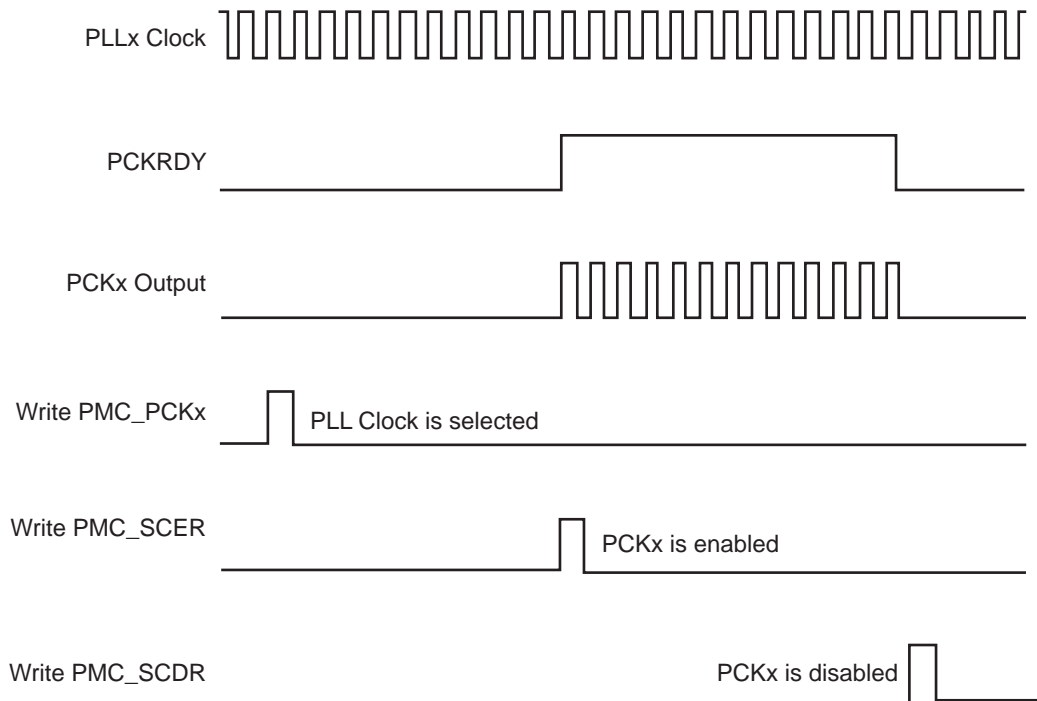 PLLx Clock
PCKRDY
PCKx Output
Write PMC_PCKx
PLL Clock is selected
Write PMC_SCER
PCKx is enabled
Write PMC_SCDR
PCKx is disabled